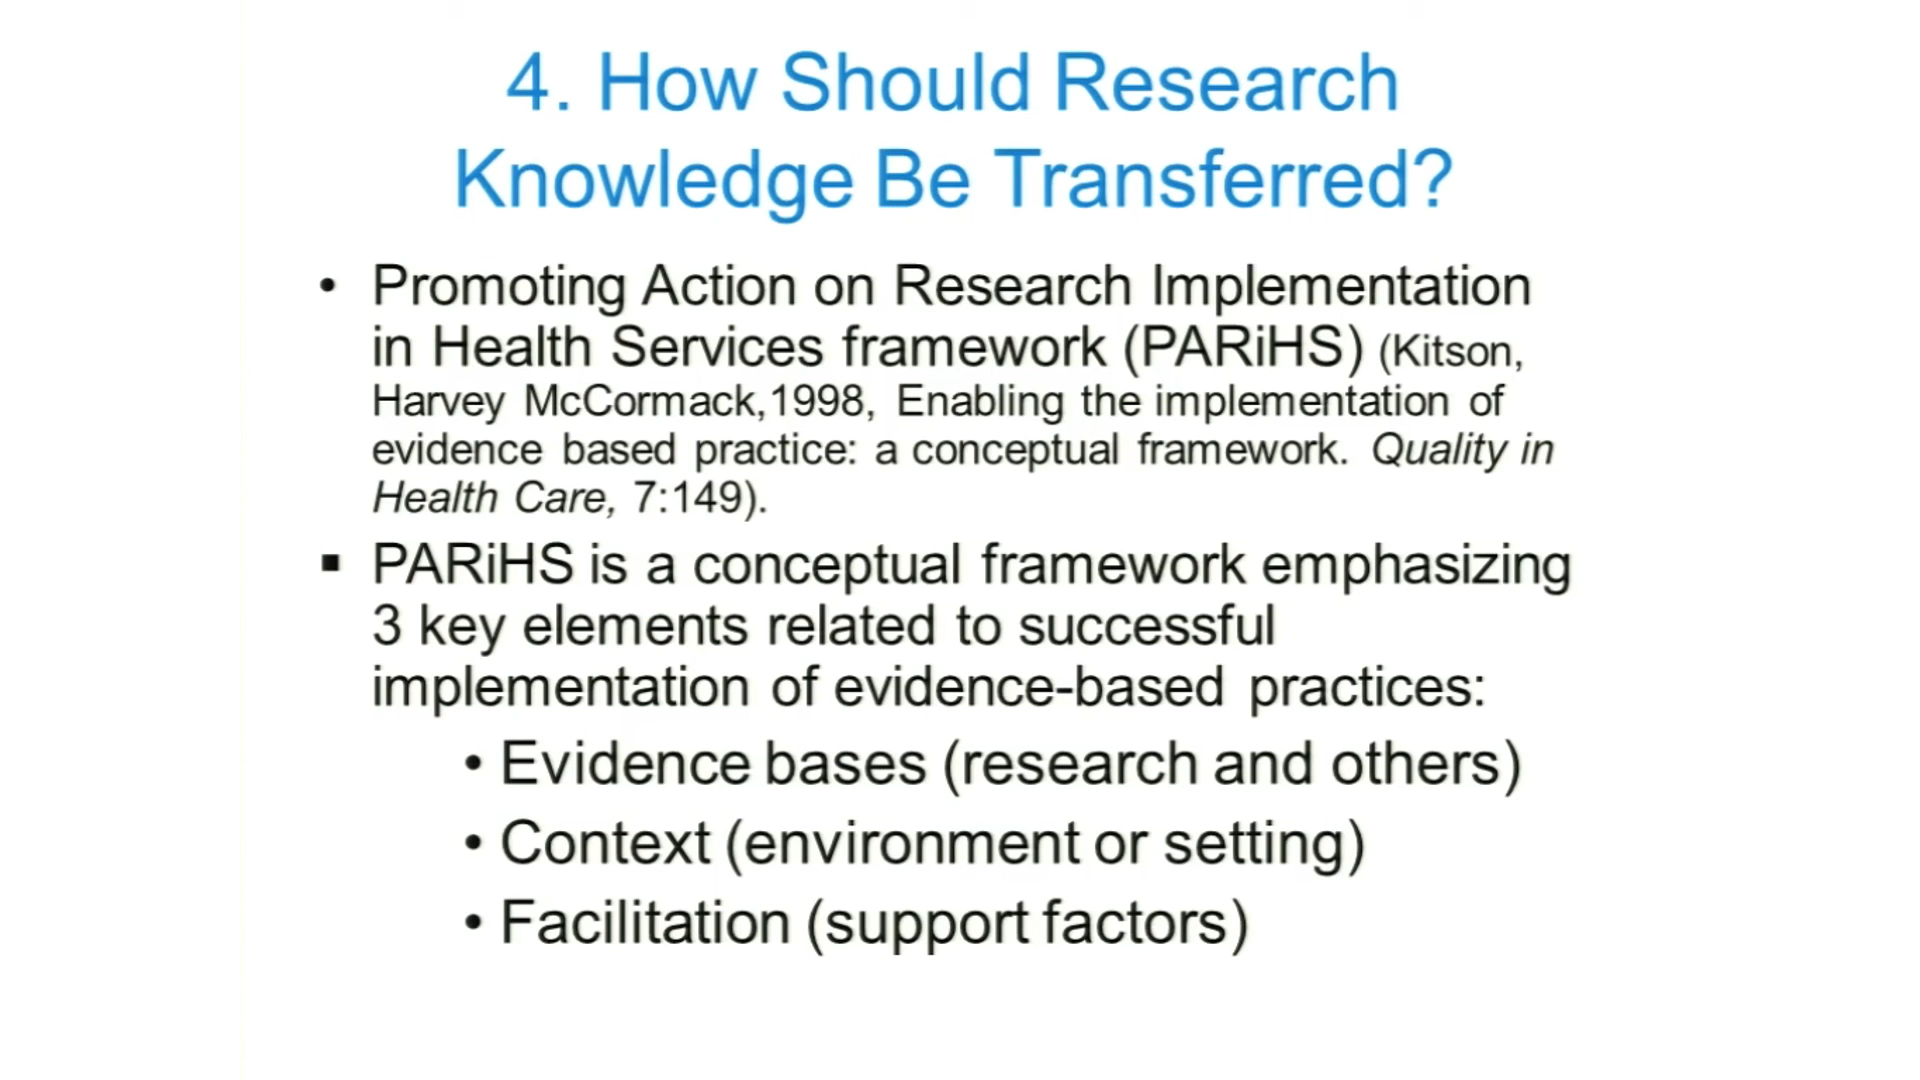 4. How Should Research
Knowledge Be Transferred?
• Promoting Action on Research Implementation
in Health Services framework (PARiHS) (Kitson,
Harvey McCormack,1998, Enabling the implementation of
evidence based practice: a conceptual framework. Quality in
Health Care, 7:149).
▪ PARiHS is a conceptual framework emphasizing
3 key elements related to successful
implementation of evidence-based practices:
• Evidence bases (research and others)
• Context (environment or setting)
• Facilitation (support factors)